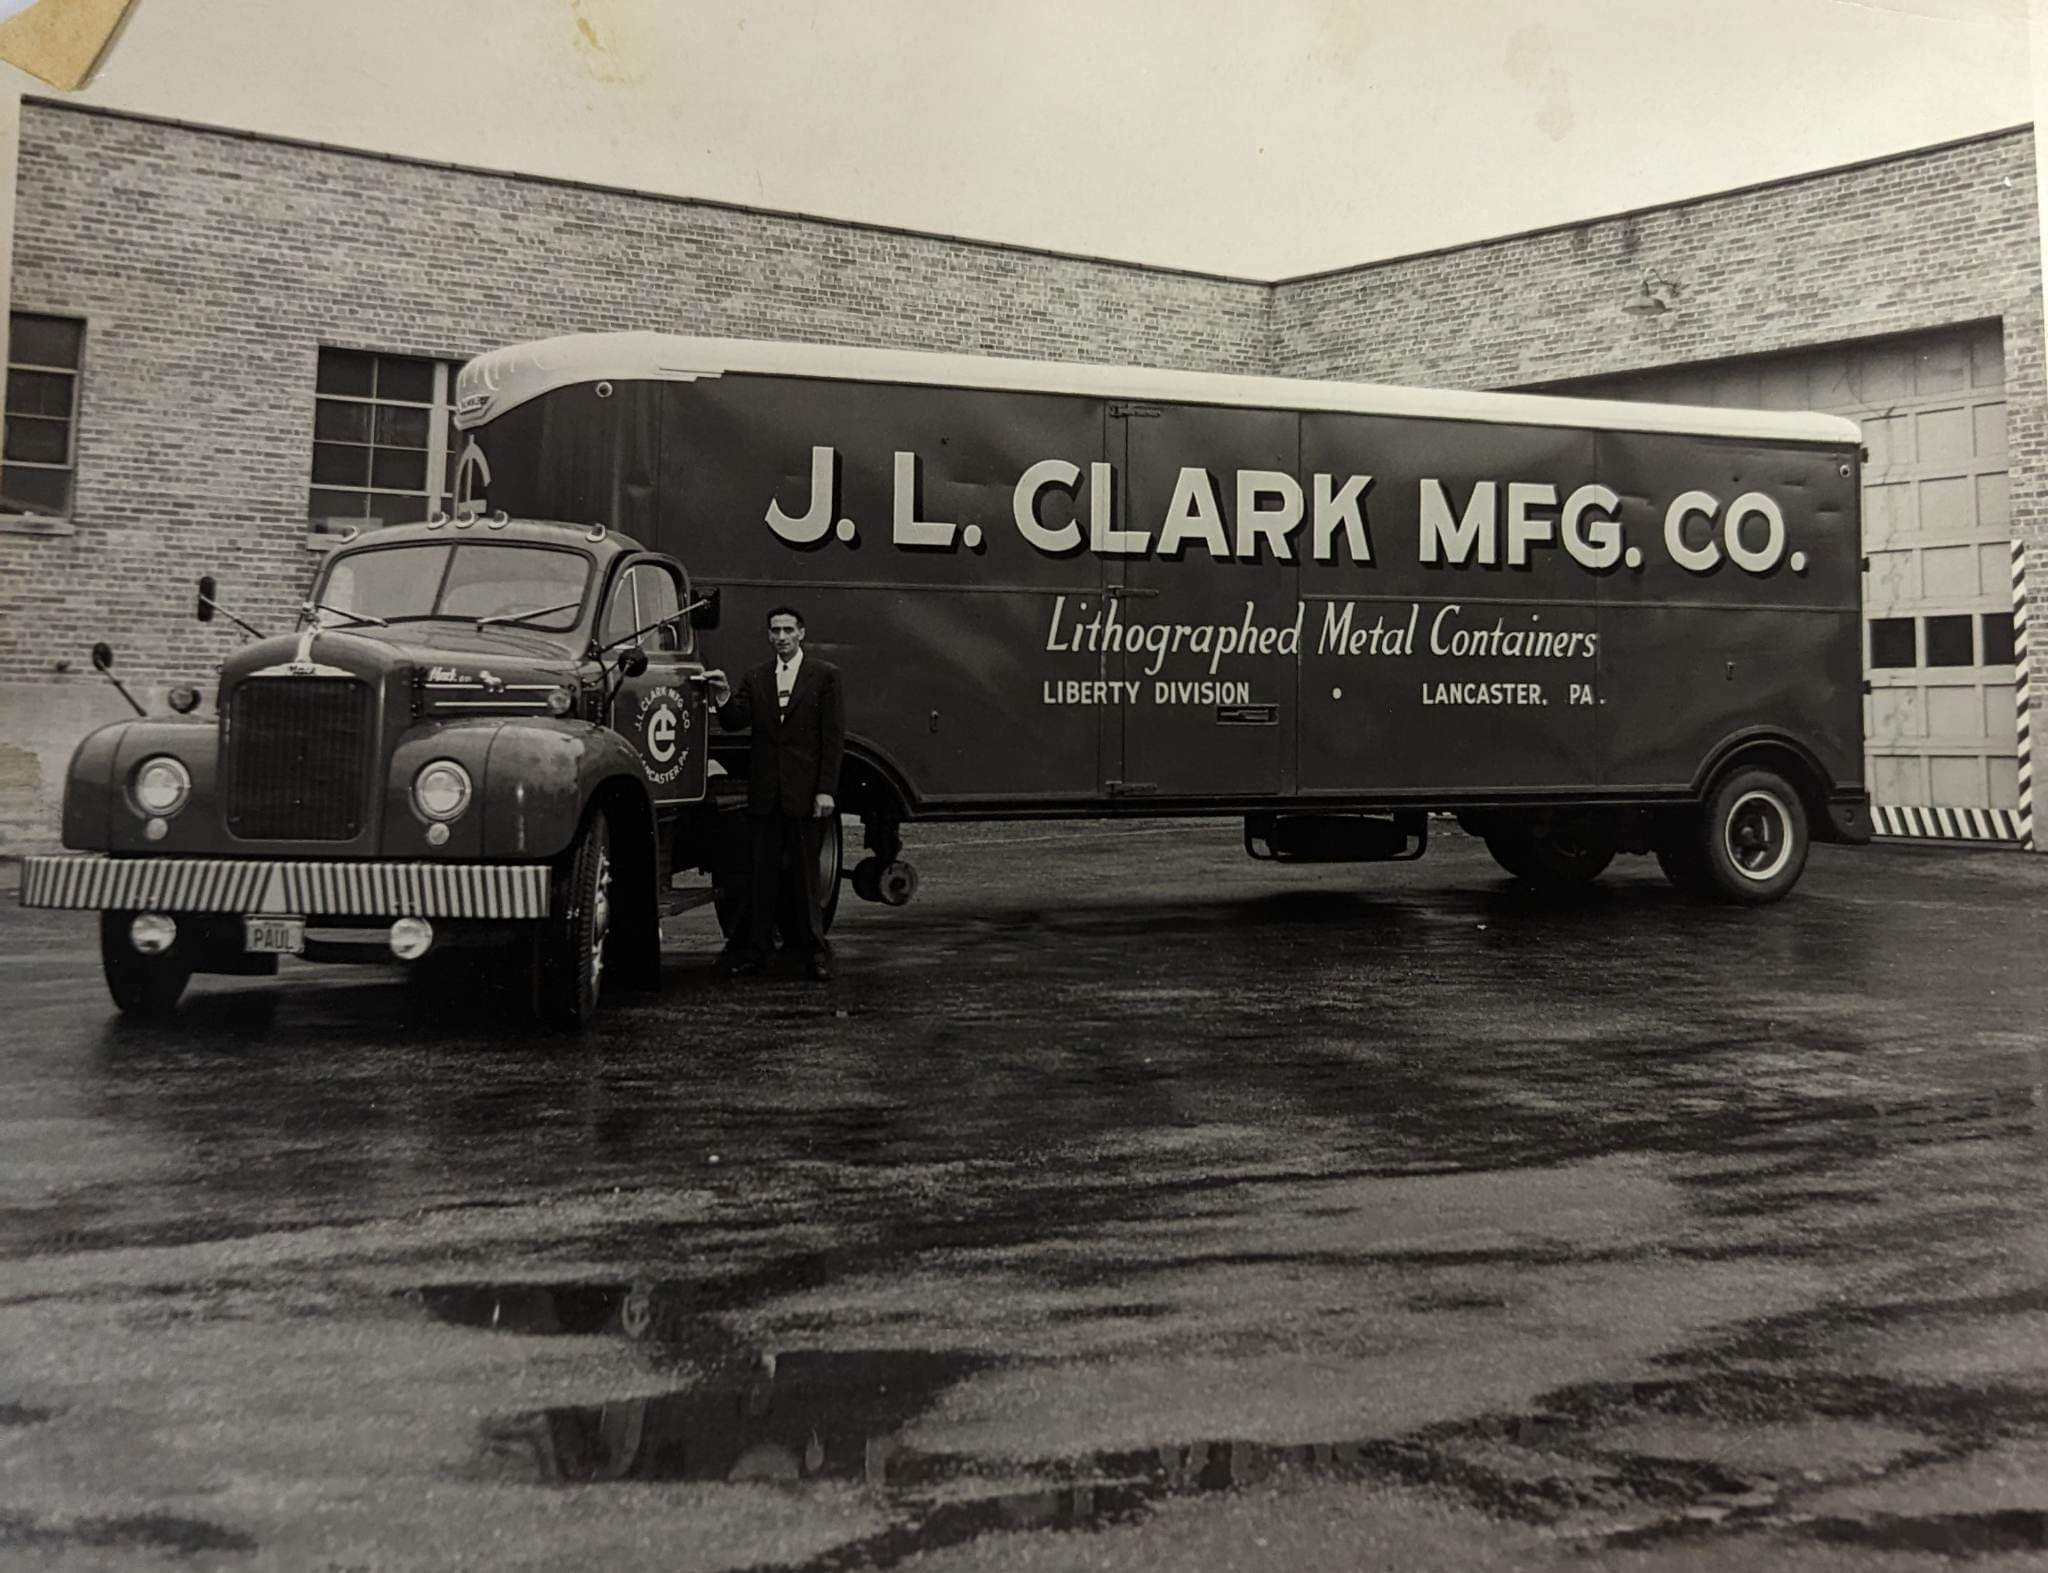 J. L. CLARK MFG. CO.
Lithographed Metal Containers
LIBERTY DIVISION • LANCASTER, PA.
Mack
J.L. CLARK MFG. CO.
LANCASTER, PA.
PAUL